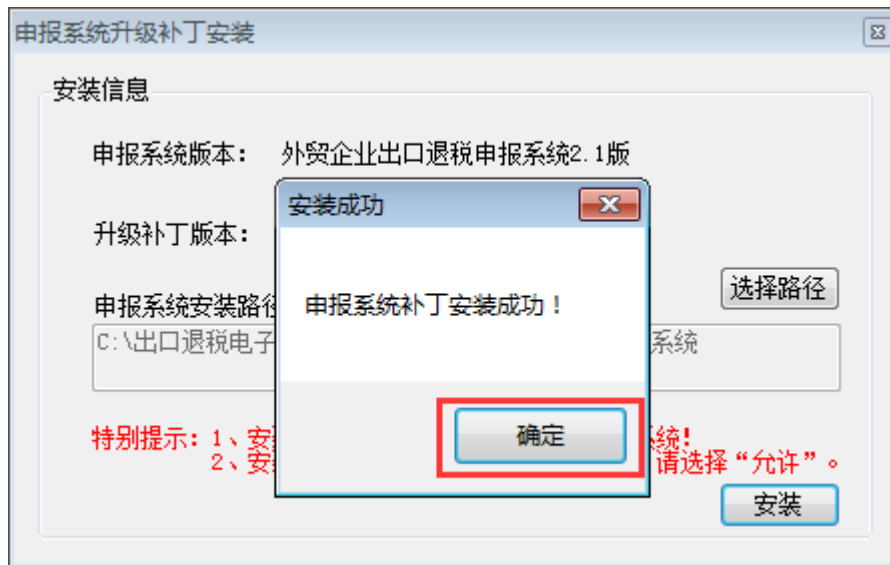 申报系统升级补丁安装
安装信息
申报系统版本： 外贸企业出口退税申报系统2.1版
安装成功
升级补丁版本：
申报系统补丁安装成功！
选择路径
申报系统安装路
C:\出口退税电子
系统
确定
特别提示：1、安
统!
2、安
请选择“允许”。
安装